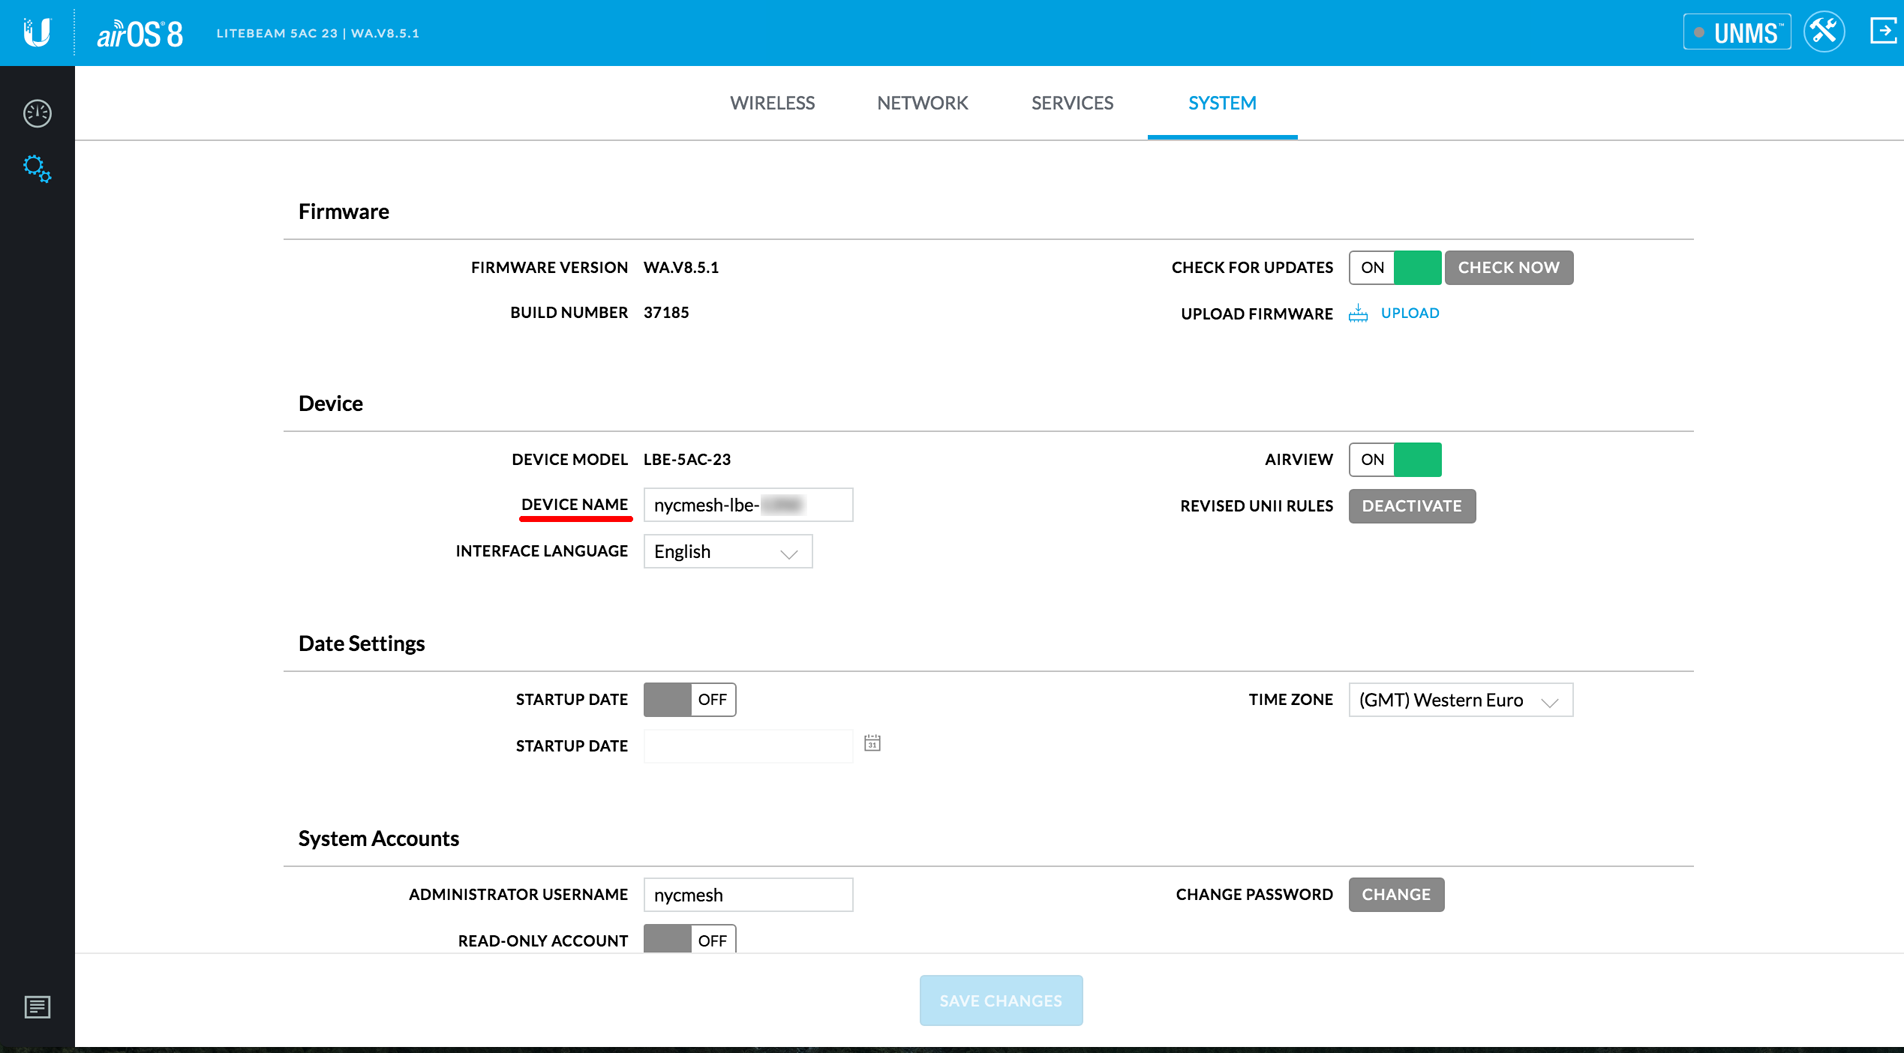 airOS 8 LITEBEAM 5AC 23 | WA.V8.5.1 UNMS™
WIRELESS NETWORK SERVICES SYSTEM
Firmware
FIRMWARE VERSION WA.V8.5.1 CHECK FOR UPDATES ON CHECK NOW
BUILD NUMBER 37185 UPLOAD FIRMWARE UPLOAD
Device
DEVICE MODEL LBE-5AC-23 AIRVIEW ON
DEVICE NAME nycmesh-lbe- REVISED UNII RULES DEACTIVATE
INTERFACE LANGUAGE English
Date Settings
STARTUP DATE OFF TIME ZONE (GMT) Western Euro
STARTUP DATE 31
System Accounts
ADMINISTRATOR USERNAME nycmesh CHANGE PASSWORD CHANGE
READ-ONLY ACCOUNT OFF
SAVE CHANGES